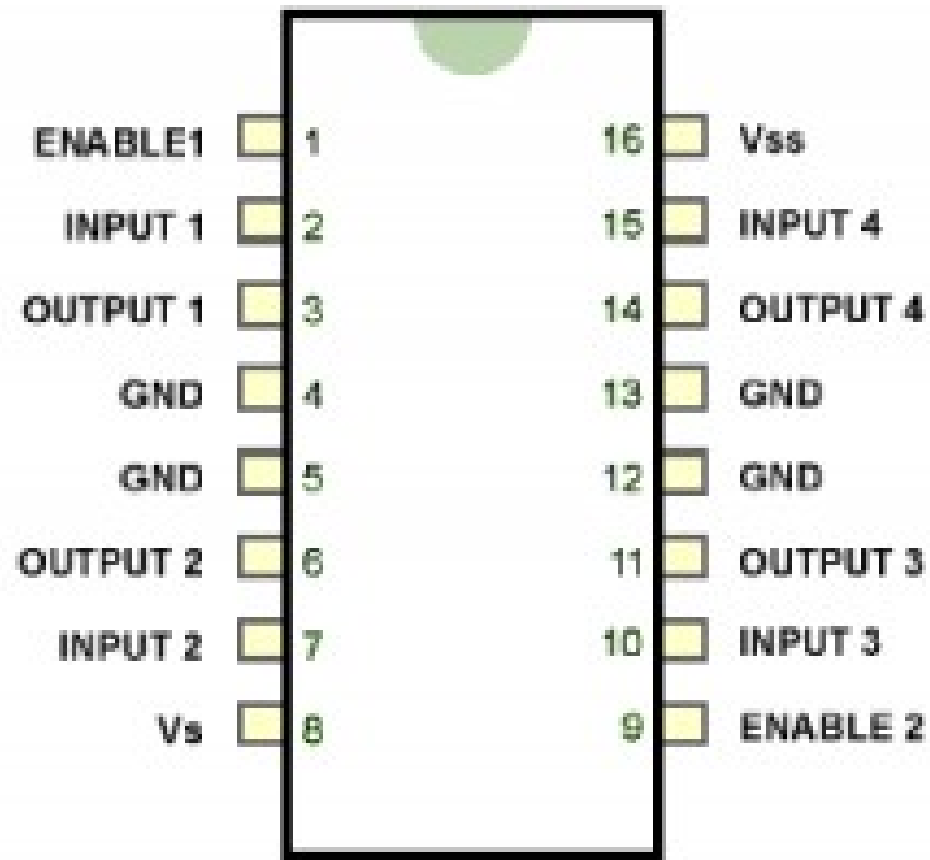 ENABLE1 1 16 Vss
INPUT 1 2 15 INPUT 4
OUTPUT 1 3 14 OUTPUT 4
GND 4 13 GND
GND 5 12 GND
OUTPUT 2 6 11 OUTPUT 3
INPUT 2 7 10 INPUT 3
Vs 8 9 ENABLE 2